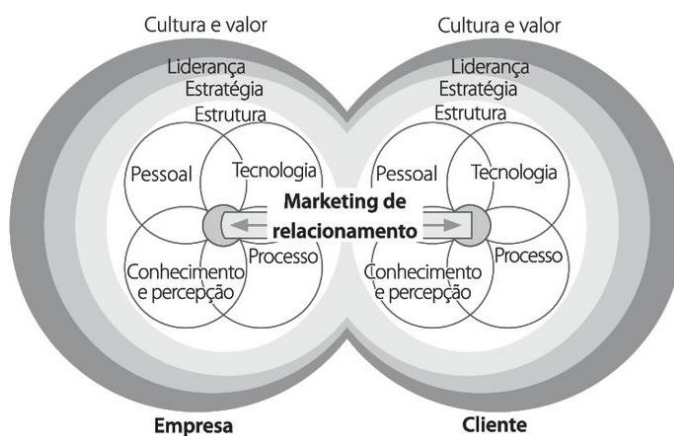 Cultura e valor
Liderança
Estratégia
Estrutura
Pessoal
Tecnologia
Conhecimento
e percepção
Processo
Marketing de
relacionamento
Cultura e valor
Liderança
Estratégia
Estrutura
Pessoal
Tecnologia
Conhecimento
e percepção
Processo
Empresa
Cliente